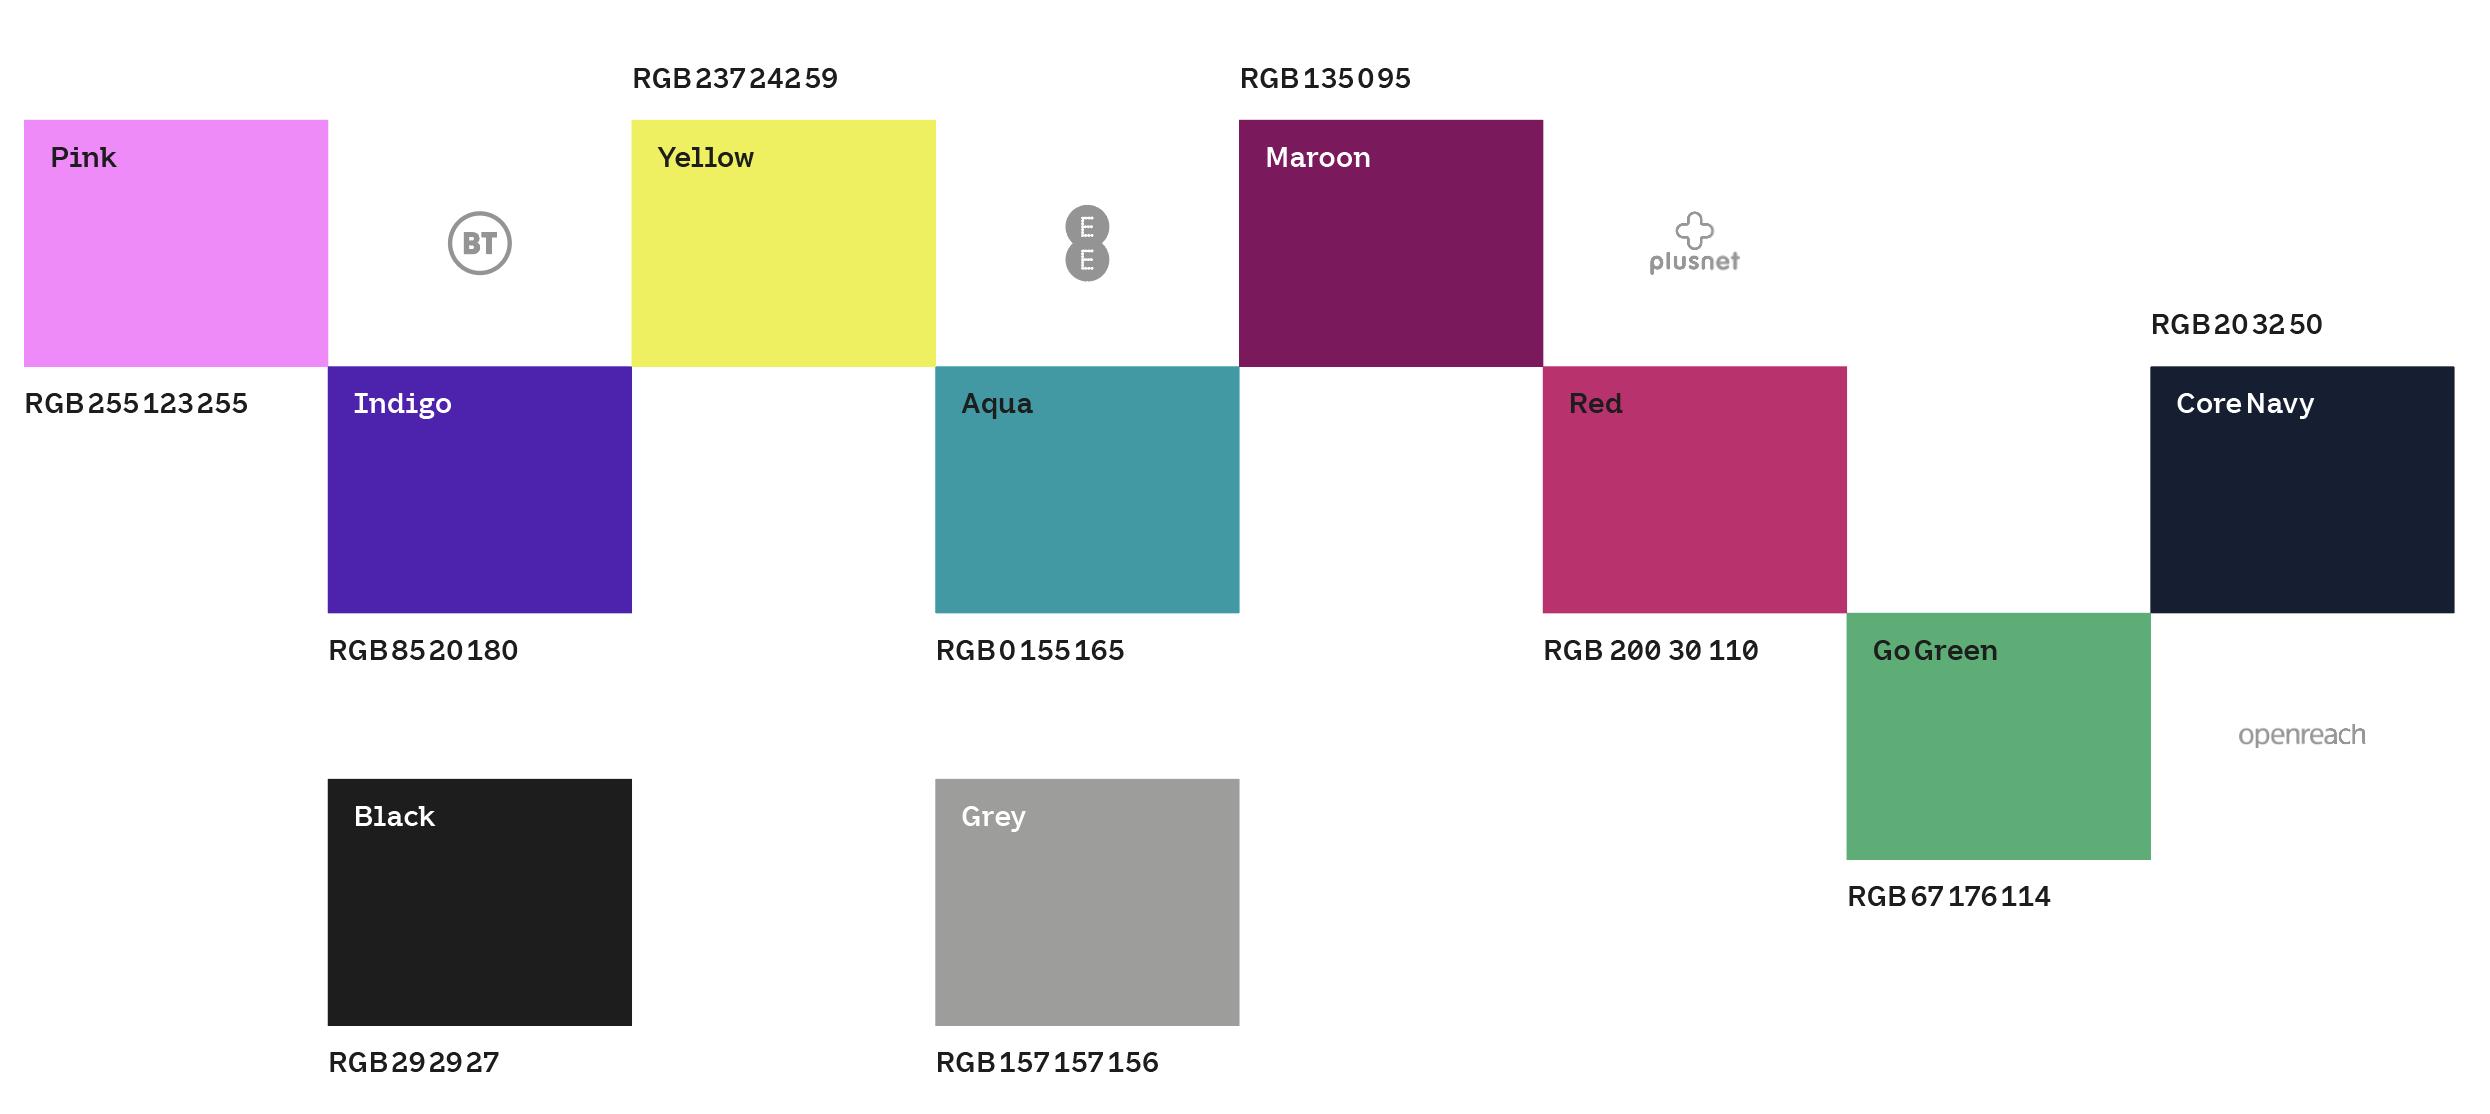 RGB 237 242 59
RGB 135 0 95
Pink
Yellow
Maroon
BT
E
E
plusnet
RGB 20 32 50
RGB 255 123 255
Indigo
Aqua
Red
Core Navy
RGB 85 20 180
RGB 0 155 165
RGB 200 30 110
Go Green
openreach
Black
Grey
RGB 67 176 114
RGB 29 29 27
RGB 157 157 156